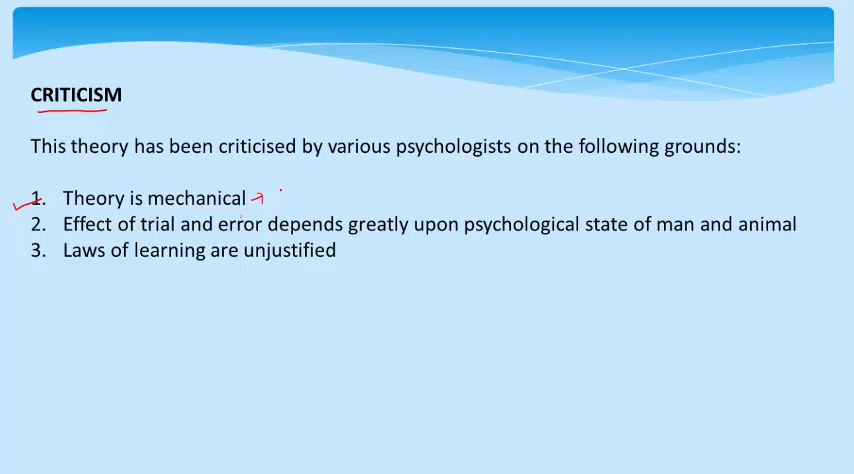 CRITICISM
This theory has been criticised by various psychologists on the following grounds:
1. Theory is mechanical
2. Effect of trial and error depends greatly upon psychological state of man and animal
3. Laws of learning are unjustified